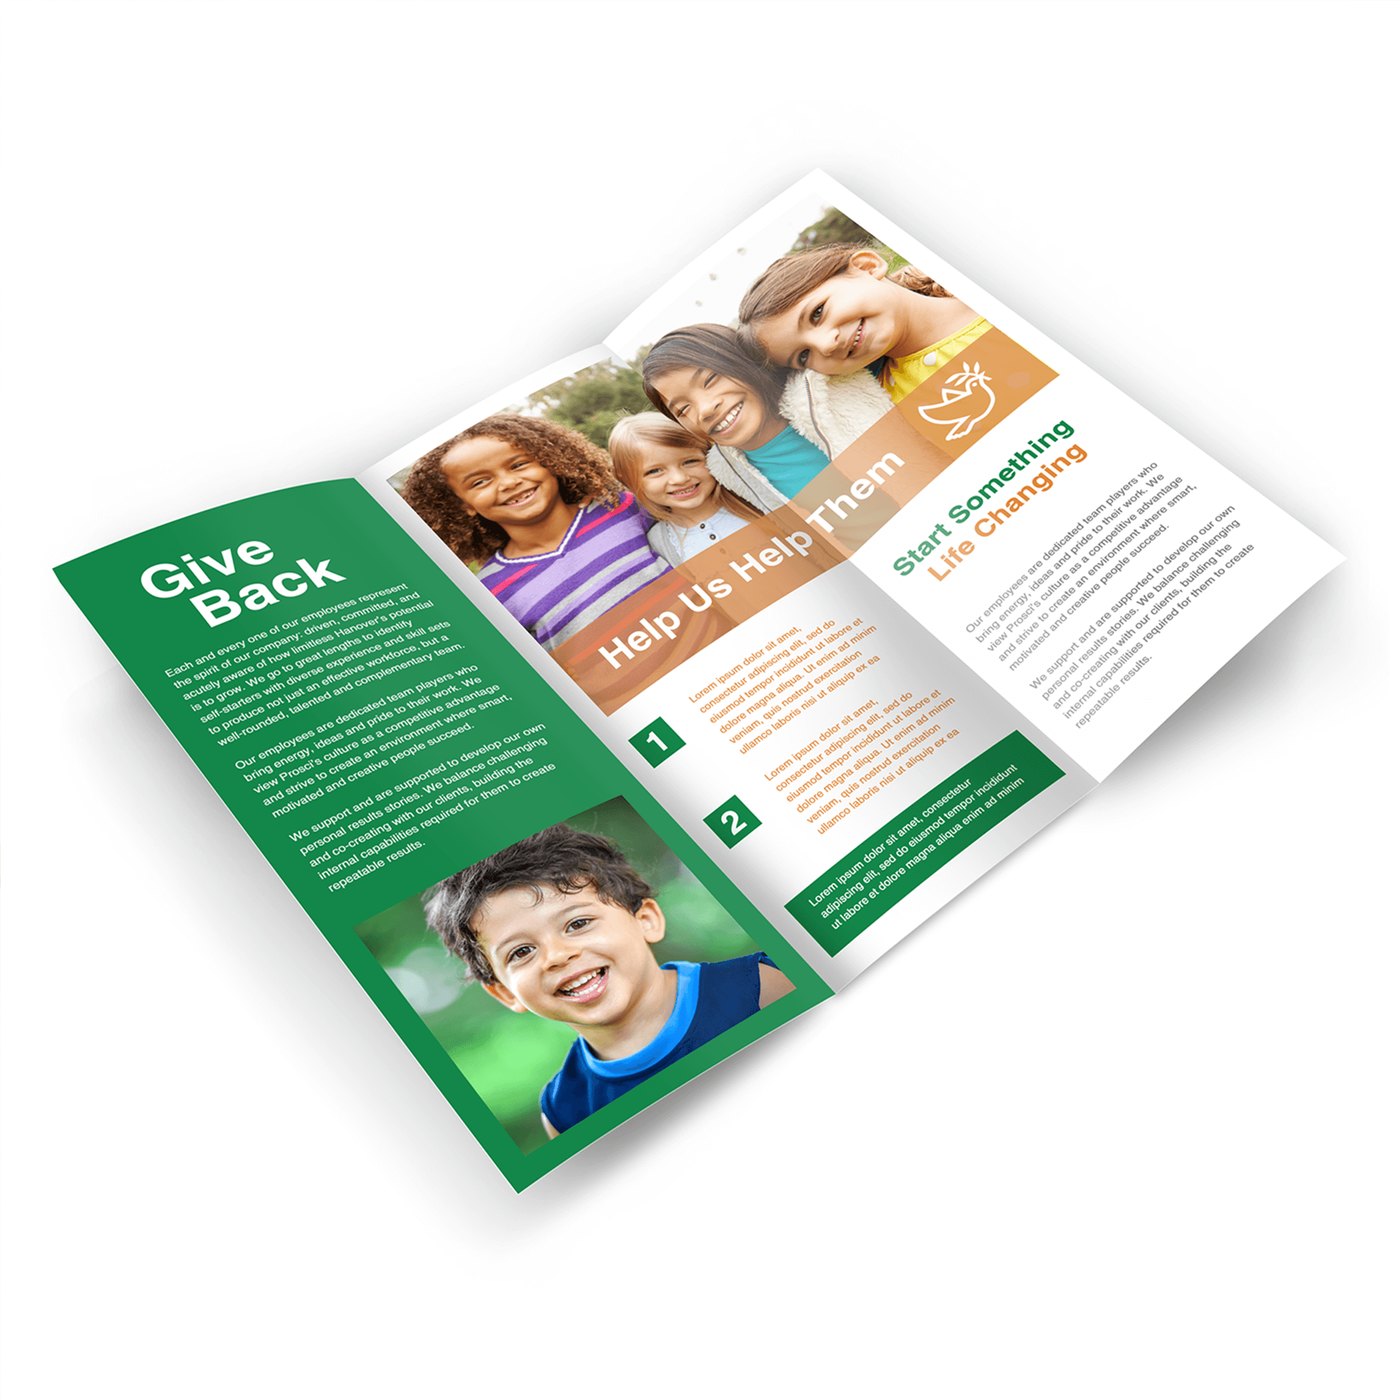 Give
Back
Each and every one of our employees represent
the spirit of our company: driven, committed, and
acutely aware of how limitless Hanover's potential
is to grow. We go to great lengths to identify
self-starters with diverse experience and skill sets
to produce not just an effective workforce, but a
well-rounded, talented and complementary team.
Our employees are dedicated team players who
bring energy, ideas and pride to their work. We
view Prosci's culture as a competitive advantage
and strive to create an environment where smart,
motivated and creative people succeed.
We support and are supported to develop our own
personal results stories. We balance challenging
and co-creating with our clients, building the
internal capabilities required for them to create
repeatable results.
Help Us Help Them
1
Lorem ipsum dolor sit amet,
consectetur adipiscing elit, sed do
eiusmod tempor incididunt ut labore et
dolore magna aliqua. Ut enim ad minim
veniam, quis nostrud exercitation
ullamco laboris nisi ut aliquip ex ea
2
Lorem ipsum dolor sit amet,
consectetur adipiscing elit, sed do
eiusmod tempor incididunt ut labore et
dolore magna aliqua. Ut enim ad minim
veniam, quis nostrud exercitation
ullamco laboris nisi ut aliquip ex ea
Lorem ipsum dolor sit amet, consectetur
adipiscing elit, sed do eiusmod tempor incididunt
ut labore et dolore magna aliqua enim ad minim
Start Something
Life Changing
Our employees are dedicated team players who
bring energy, ideas and pride to their work. We
view Prosci's culture as a competitive advantage
and strive to create an environment where smart,
motivated and creative people succeed.
We support and are supported to develop our own
personal results stories. We balance challenging
and co-creating with our clients, building the
internal capabilities required for them to create
repeatable results.